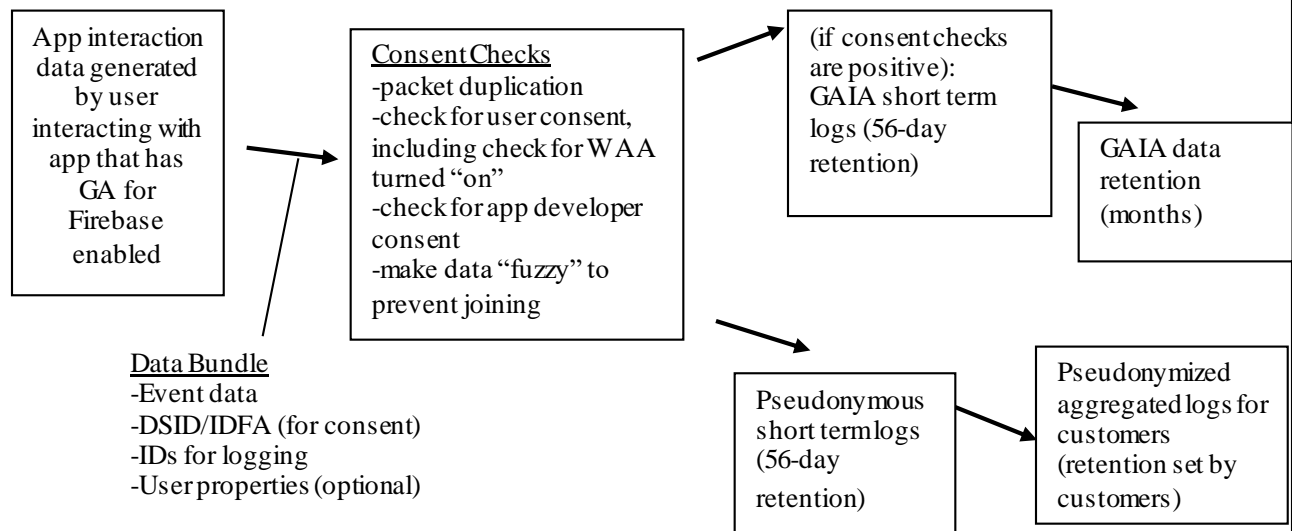 App interaction
data generated
by user
interacting with
app that has
GA for
Firebase
enabled
Consent Checks
-packet duplication
-check for user consent,
including check for WAA
turned “on”
-check for app developer
consent
-make data “fuzzy” to
prevent joining
(if consent checks
are positive):
GAIA short term
logs (56-day
retention)
GAIA data
retention
(months)
Data Bundle
-Event data
-DSID/IDFA (for consent)
-IDs for logging
-User properties (optional)
Pseudonymous
short term logs
(56-day
retention)
Pseudonymized
aggregated logs for
customers
(retention set by
customers)